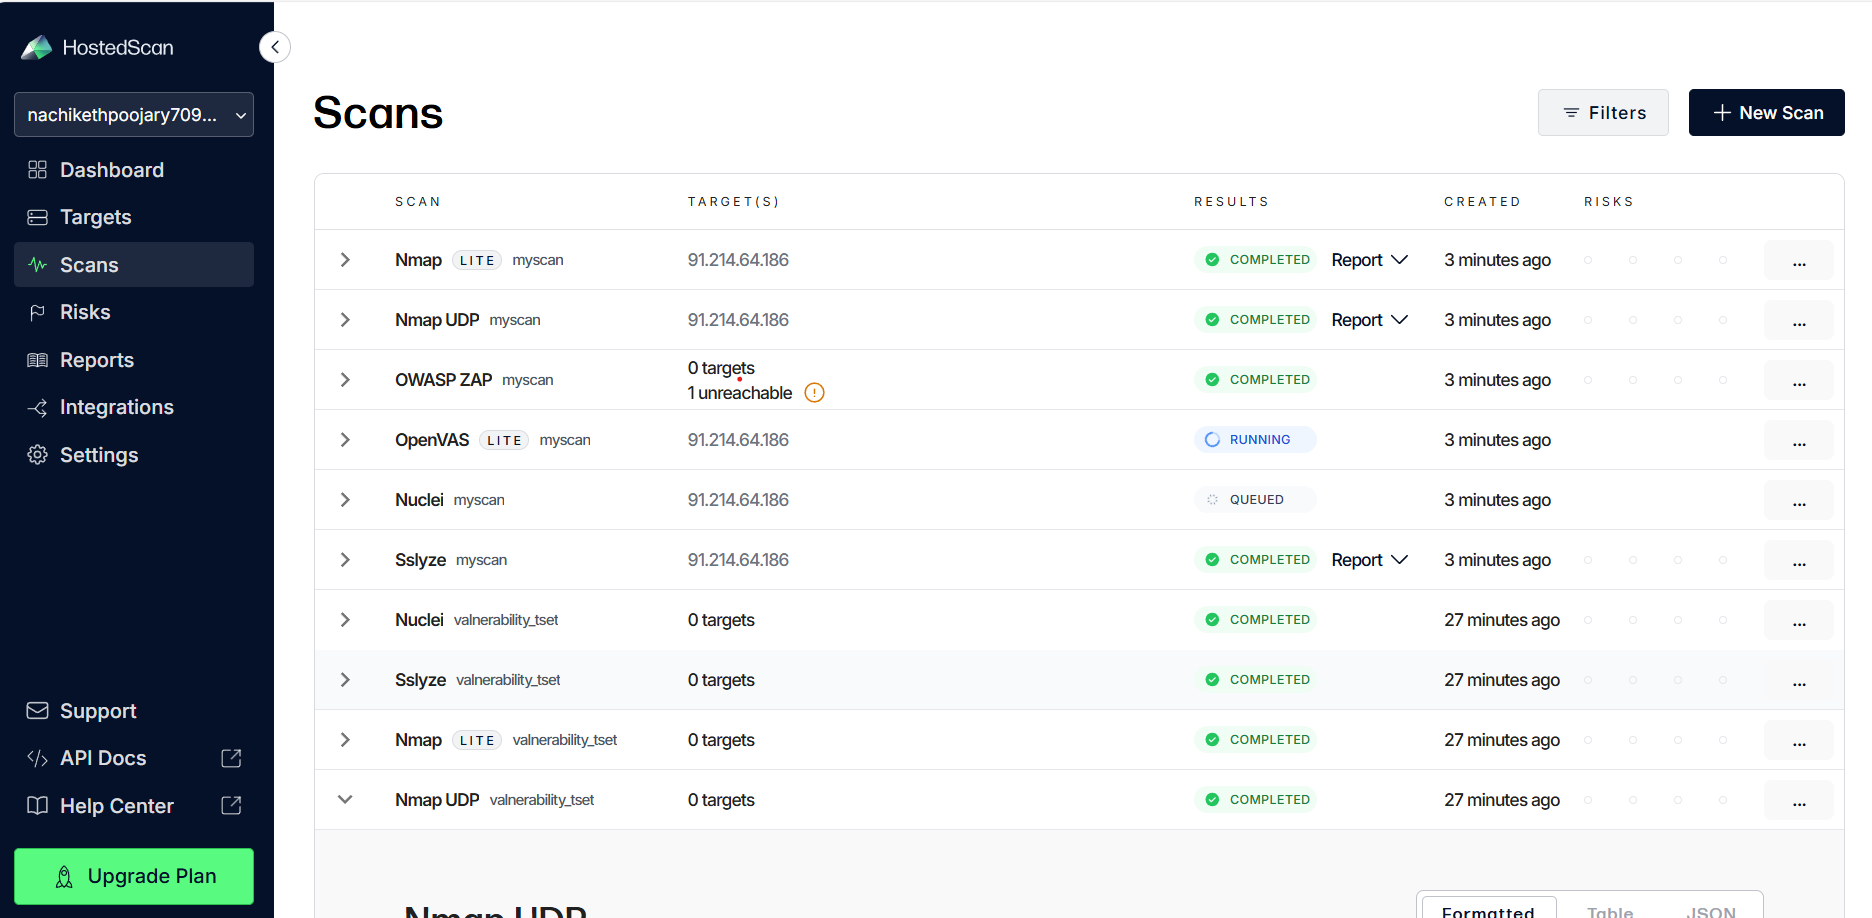 HostedScan
nachikethpoojary709...
Dashboard
Targets
Scans
Risks
Reports
Integrations
Settings
Support
API Docs
Help Center
Upgrade Plan
Scans
Filters
New Scan
SCAN TARGET(S) RESULTS CREATED RISKS
Nmap LITE myscan 91.214.64.186 COMPLETED Report 3 minutes ago ...
Nmap UDP myscan 91.214.64.186 COMPLETED Report 3 minutes ago ...
OWASP ZAP myscan 0 targets COMPLETED 3 minutes ago ...
1 unreachable
OpenVAS LITE myscan 91.214.64.186 RUNNING 3 minutes ago ...
Nuclei myscan 91.214.64.186 QUEUED 3 minutes ago ...
Sslyze myscan 91.214.64.186 COMPLETED Report 3 minutes ago ...
Nuclei valnerability_tset 0 targets COMPLETED 27 minutes ago ...
Sslyze valnerability_tset 0 targets COMPLETED 27 minutes ago ...
Nmap LITE valnerability_tset 0 targets COMPLETED 27 minutes ago ...
Nmap UDP valnerability_tset 0 targets COMPLETED 27 minutes ago ...
Nmap UDP
Formatted Table JSON